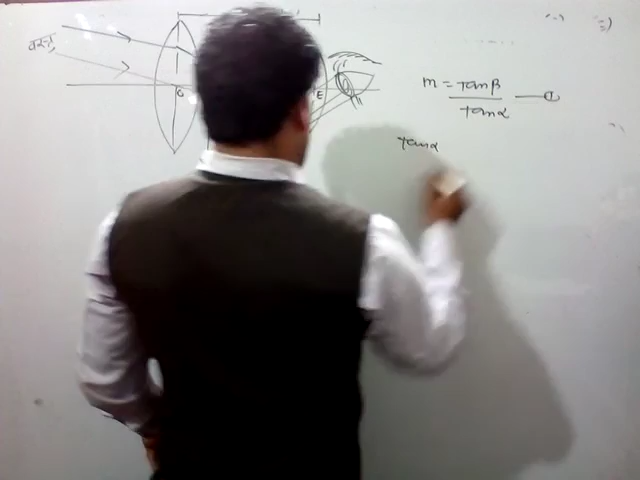 वस्तु
O
E
m = tanβ
tanα — ①
tanα